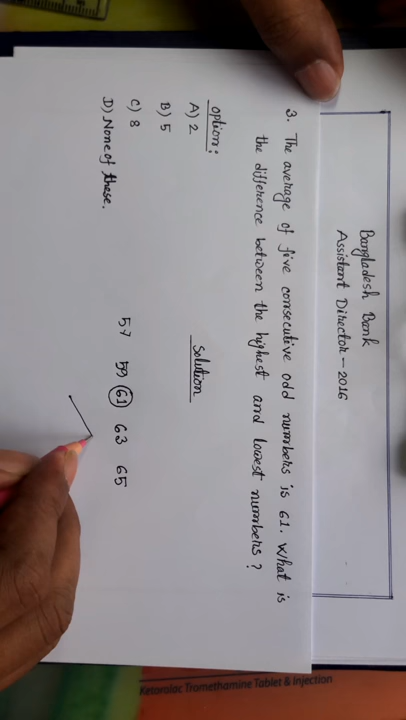 Bangladesh Bank
Assistant Director - 2016
3. The average of five consecutive odd numbers is 61. What is
the difference between the highest and lowest numbers?
option:
A) 2
B) 5
C) 8
D) None of these.
Solution
57 59 61 63 65
Ketorolac Tromethamine Tablet & Injection